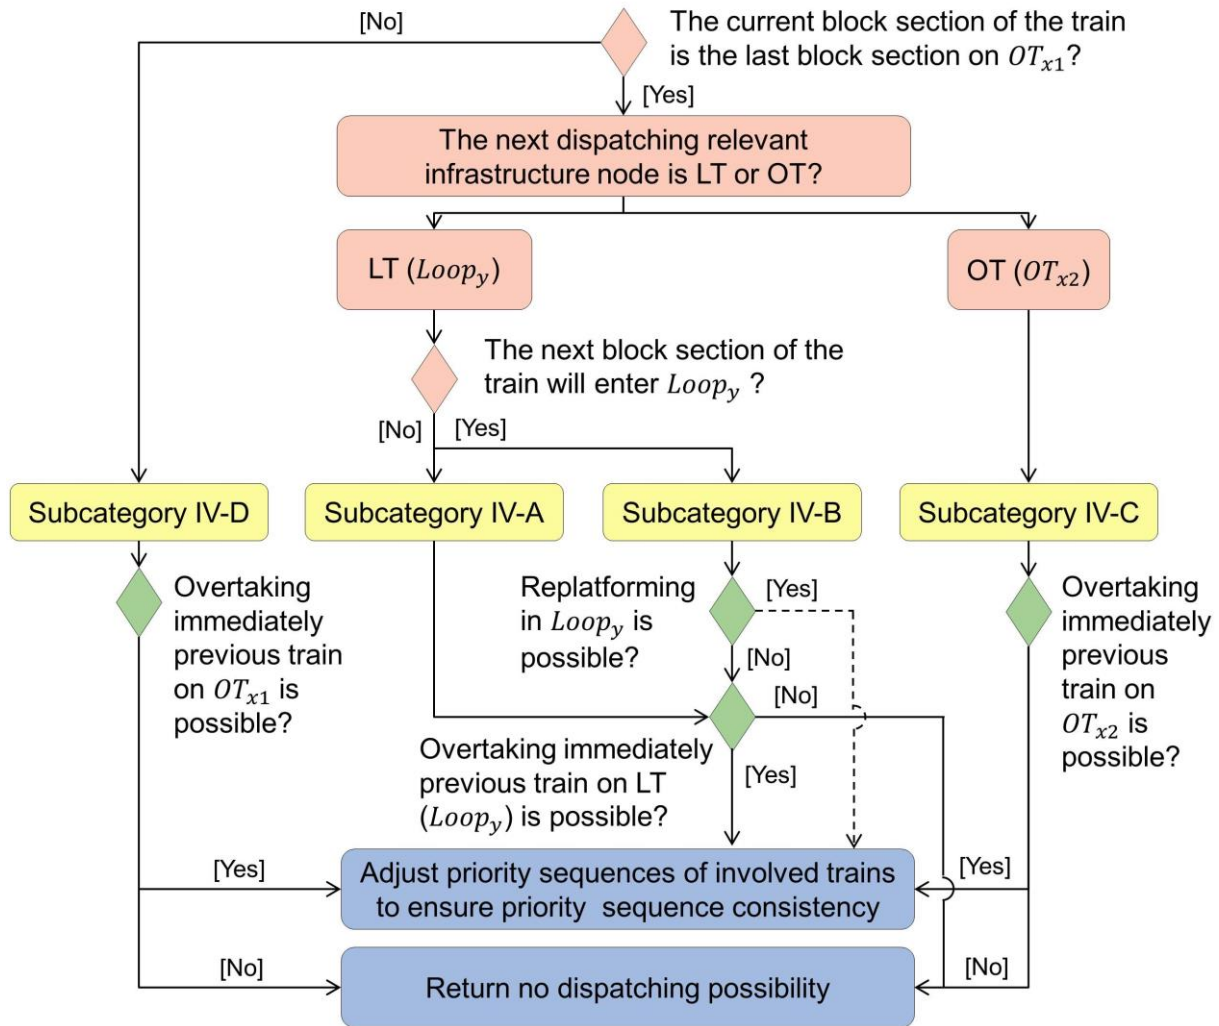 [No]
The current block section of the train
is the last block section on OTx1?
[Yes]
The next dispatching relevant
infrastructure node is LT or OT?
LT (Loopy)
OT (OTx2)
The next block section of the
train will enter Loopy ?
[No]
[Yes]
Subcategory IV-D
Subcategory IV-A
Subcategory IV-B
Subcategory IV-C
Overtaking
immediately
previous train
on OTx1 is
possible?
Replatforming
in Loopy is
possible?
[Yes]
[No]
[No]
Overtaking immediately
previous train on LT
(Loopy) is possible?
[Yes]
Overtaking
immediately
previous
train on
OTx2 is
possible?
[Yes]
Adjust priority sequences of involved trains
to ensure priority sequence consistency
[Yes]
[No]
Return no dispatching possibility
[No]